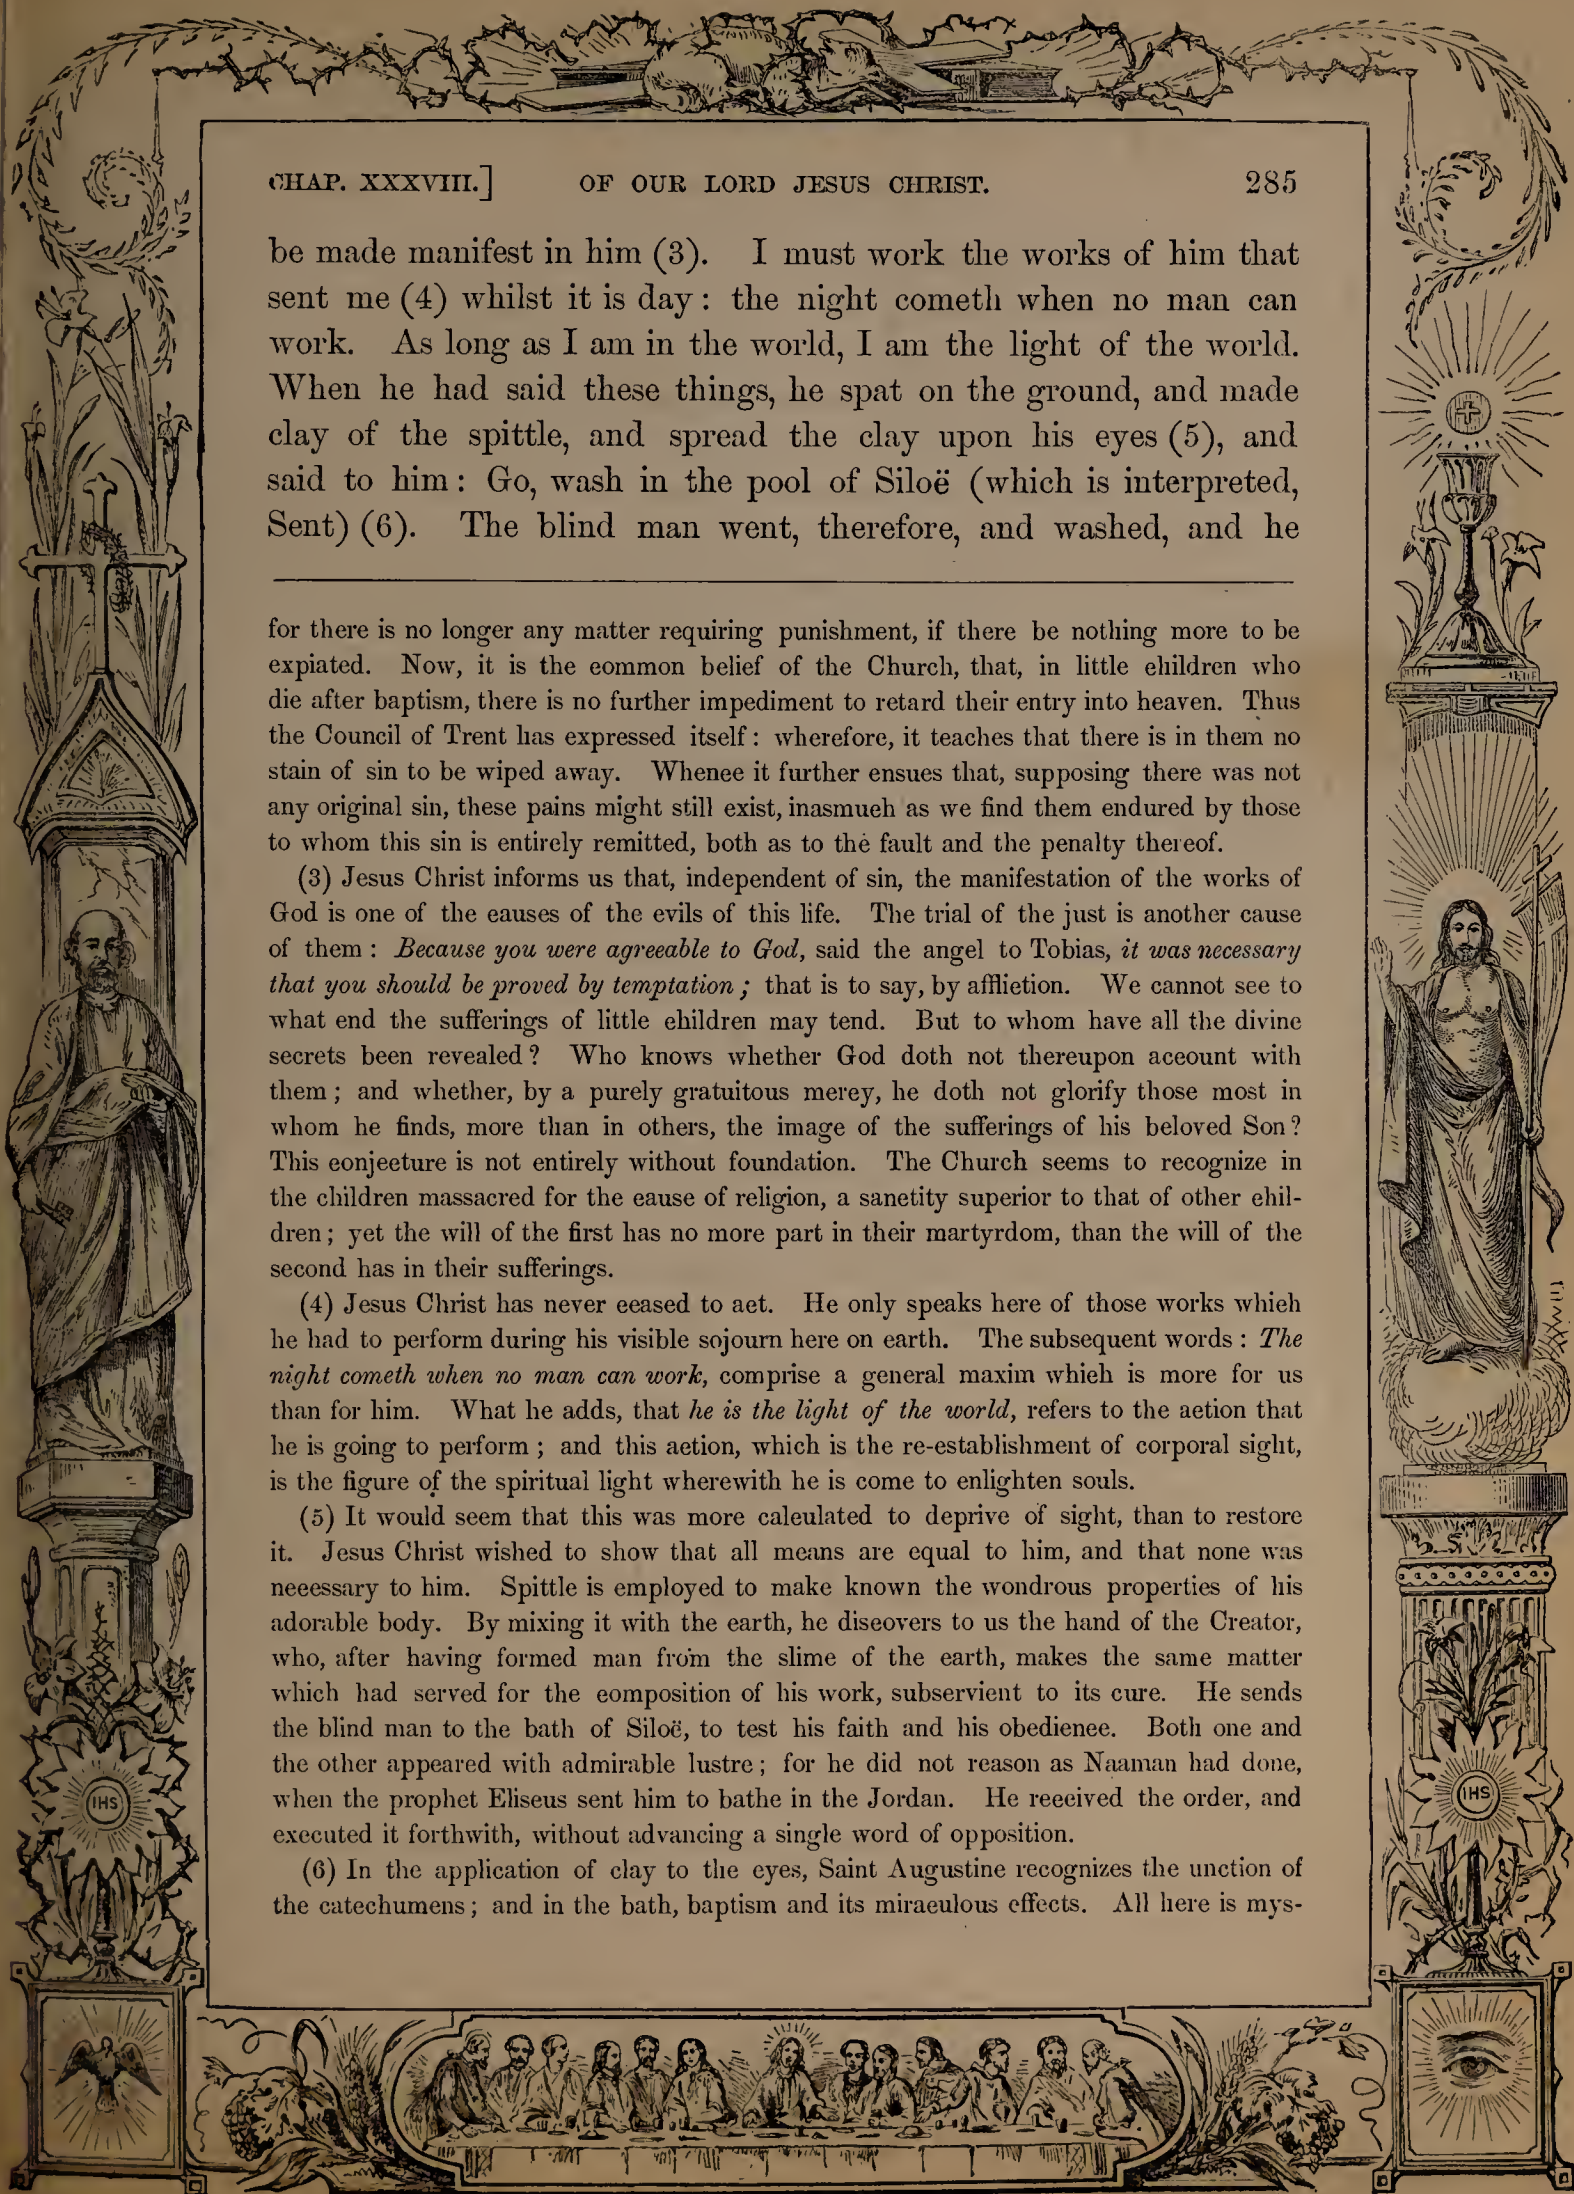 CHAP. XXXVIII.] OF OUR LORD JESUS CHRIST. 285
be made manifest in him (3). I must work the works of him that
sent me (4) whilst it is day : the night cometh when no man can
work. As long as I am in the world, I am the light of the world.
When he had said these things, he spat on the ground, and made
clay of the spittle, and spread the clay upon his eyes (5), and
said to him : Go, wash in the pool of Siloë (which is interpreted,
Sent) (6). The blind man went, therefore, and washed, and he
for there is no longer any matter requiring punishment, if there be nothing more to be
expiated. Now, it is the common belief of the Church, that, in little children who
die after baptism, there is no further impediment to retard their entry into heaven. Thus
the Council of Trent has expressed itself : wherefore, it teaches that there is in them no
stain of sin to be wiped away. Whence it further ensues that, supposing there was not
any original sin, these pains might still exist, inasmuch as we find them endured by those
to whom this sin is entirely remitted, both as to the fault and the penalty thereof.
(3) Jesus Christ informs us that, independent of sin, the manifestation of the works of
God is one of the causes of the evils of this life. The trial of the just is another cause
of them : Because you were agreeable to God, said the angel to Tobias, it was necessary
that you should be proved by temptation ; that is to say, by affliction. We cannot see to
what end the sufferings of little children may tend. But to whom have all the divine
secrets been revealed ? Who knows whether God doth not thereupon account with
them ; and whether, by a purely gratuitous mercy, he doth not glorify those most in
whom he finds, more than in others, the image of the sufferings of his beloved Son ?
This conjecture is not entirely without foundation. The Church seems to recognize in
the children massacred for the cause of religion, a sanctity superior to that of other chil-
dren ; yet the will of the first has no more part in their martyrdom, than the will of the
second has in their sufferings.
(4) Jesus Christ has never ceased to act. He only speaks here of those works which
he had to perform during his visible sojourn here on earth. The subsequent words : The
night cometh when no man can work, comprise a general maxim which is more for us
than for him. What he adds, that he is the light of the world, refers to the action that
he is going to perform ; and this action, which is the re-establishment of corporal sight,
is the figure of the spiritual light wherewith he is come to enlighten souls.
(5) It would seem that this was more calculated to deprive of sight, than to restore
it. Jesus Christ wished to show that all means are equal to him, and that none was
necessary to him. Spittle is employed to make known the wondrous properties of his
adorable body. By mixing it with the earth, he discovers to us the hand of the Creator,
who, after having formed man from the slime of the earth, makes the same matter
which had served for the composition of his work, subservient to its cure. He sends
the blind man to the bath of Siloë, to test his faith and his obedience. Both one and
the other appeared with admirable lustre ; for he did not reason as Naaman had done,
when the prophet Eliseus sent him to bathe in the Jordan. He received the order, and
executed it forthwith, without advancing a single word of opposition.
(6) In the application of clay to the eyes, Saint Augustine recognizes the unction of
the catechumens ; and in the bath, baptism and its miraculous effects. All here is mys-
IHS
IHS